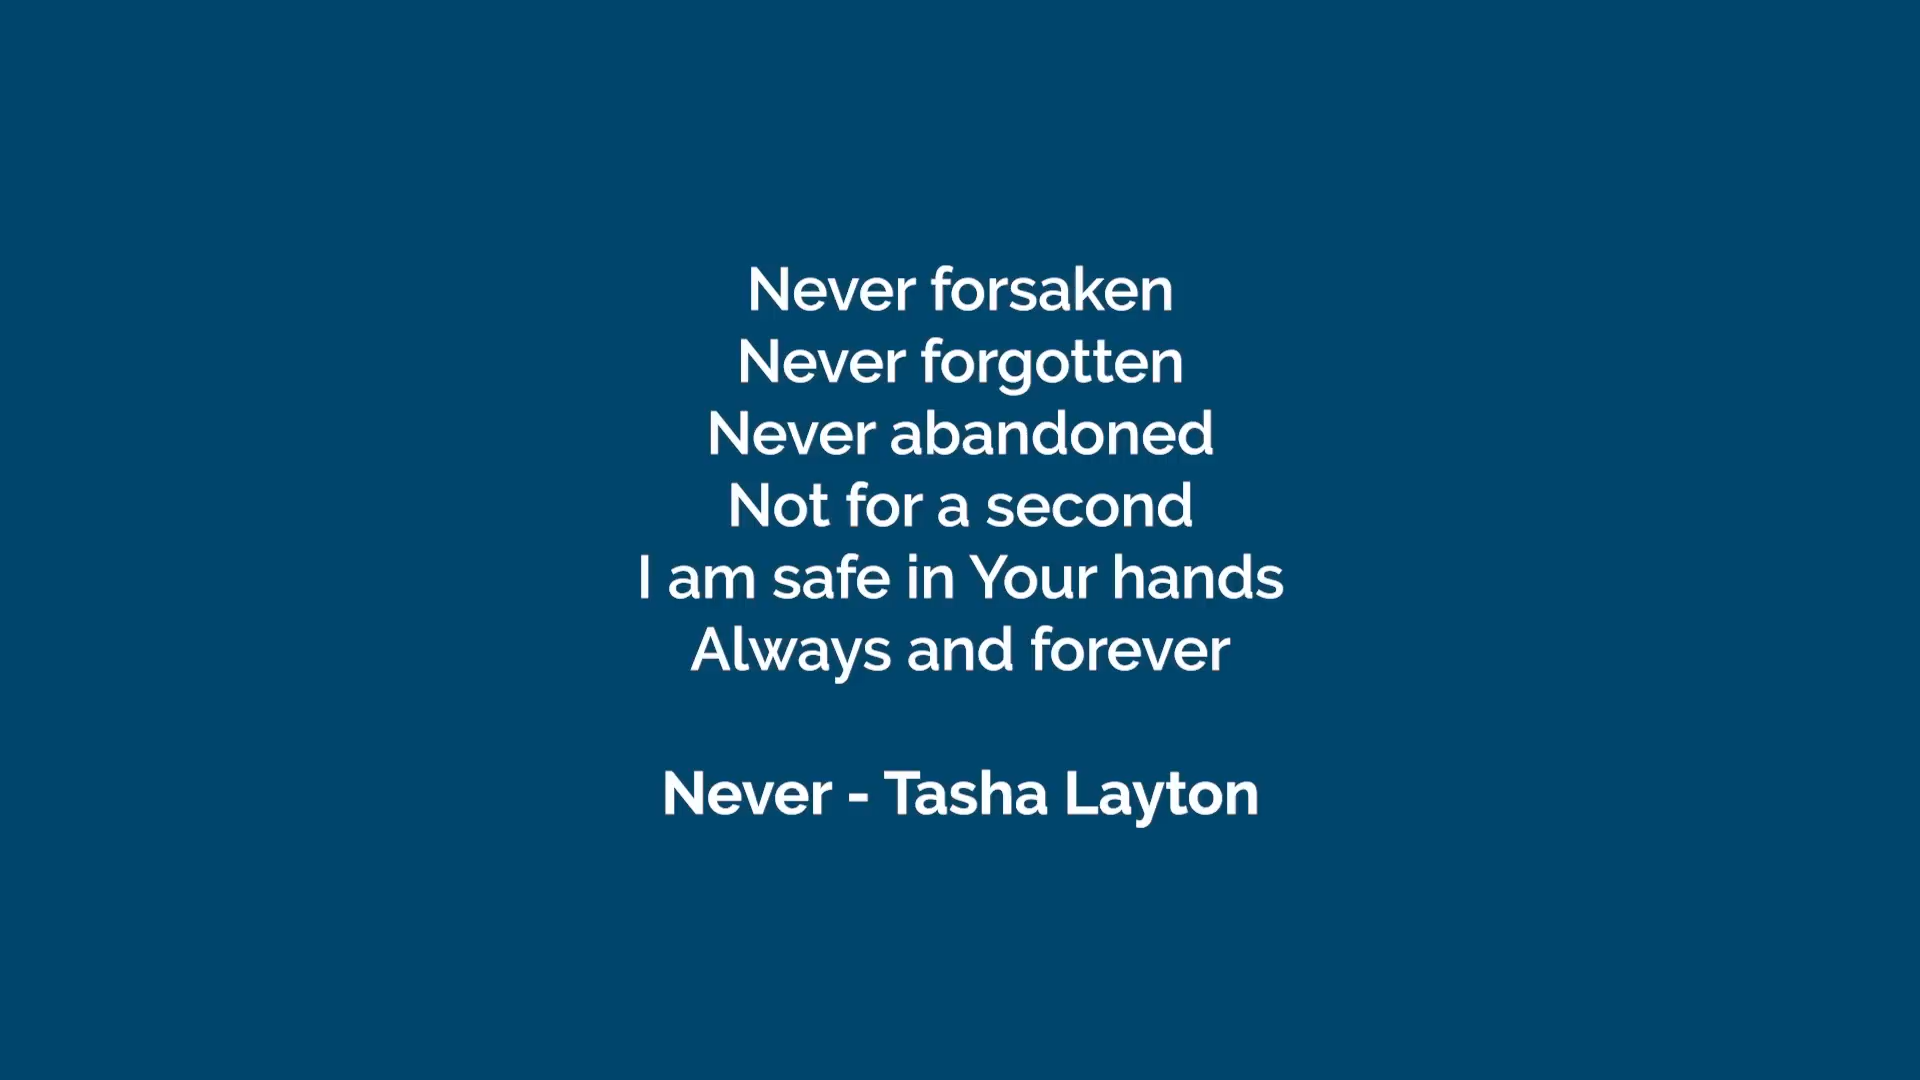 Never forsaken
Never forgotten
Never abandoned
Not for a second
I am safe in Your hands
Always and forever
Never - Tasha Layton